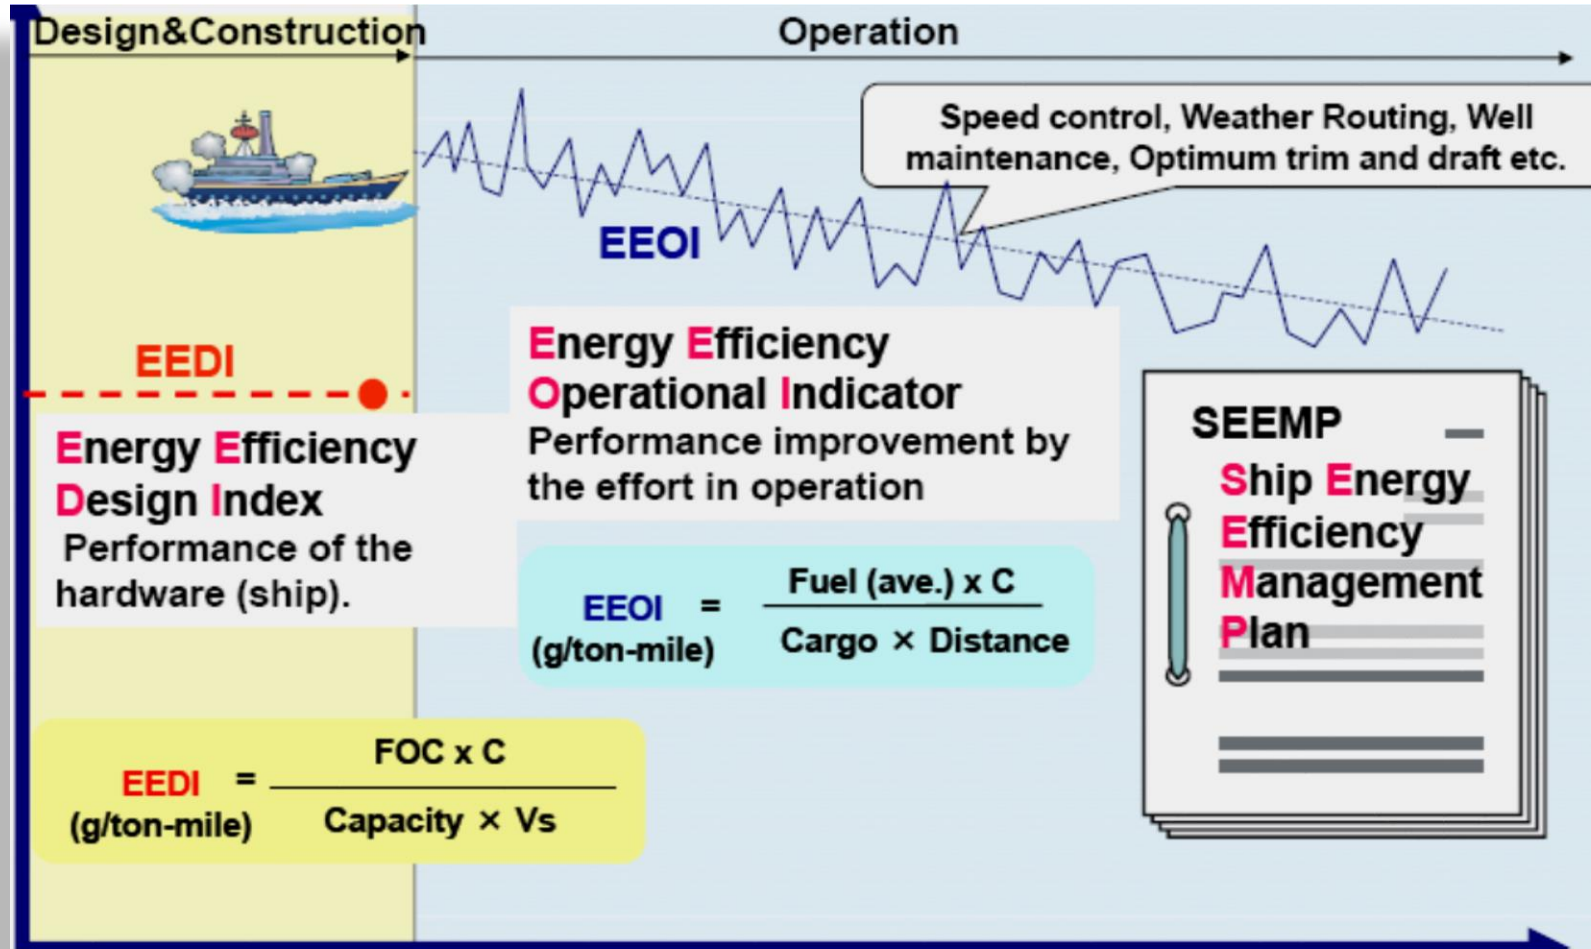 Design&Construction
Operation
Speed control, Weather Routing, Well
maintenance, Optimum trim and draft etc.
EEOI
EEDI
Energy Efficiency
Design Index
Performance of the
hardware (ship).
Energy Efficiency
Operational Indicator
Performance improvement by
the effort in operation
EEOI = Fuel (ave.) x C
(g/ton-mile) Cargo × Distance
EEDI = FOC x C
(g/ton-mile) Capacity × Vs
SEEMP
Ship Energy
Efficiency
Management
Plan